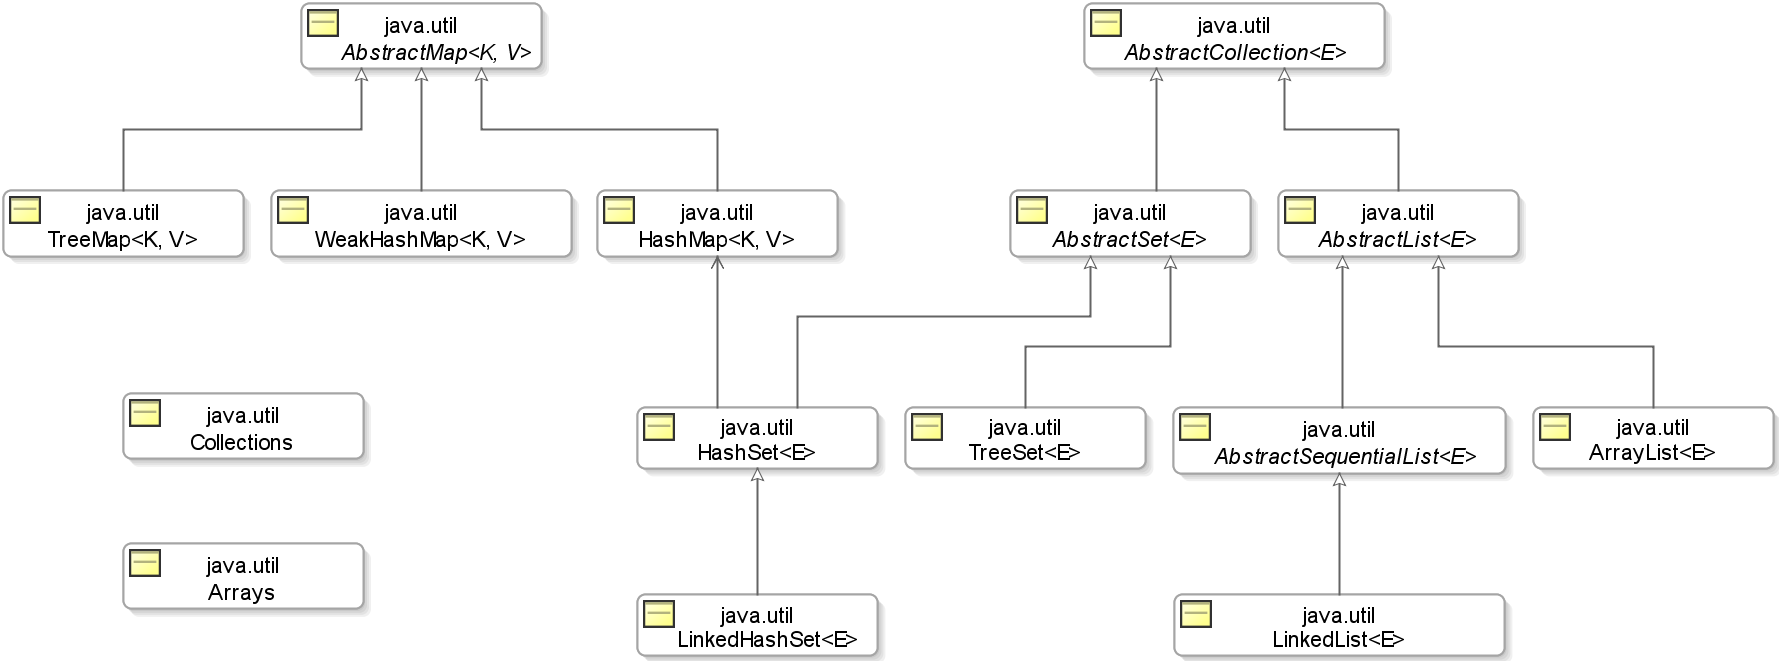 java.util
AbstractMap<K, V>
java.util
AbstractCollection<E>
java.util
TreeMap<K, V>
java.util
WeakHashMap<K, V>
java.util
HashMap<K, V>
java.util
AbstractSet<E>
java.util
AbstractList<E>
java.util
Collections
java.util
HashSet<E>
java.util
TreeSet<E>
java.util
AbstractSequentialList<E>
java.util
ArrayList<E>
java.util
Arrays
java.util
LinkedHashSet<E>
java.util
LinkedList<E>